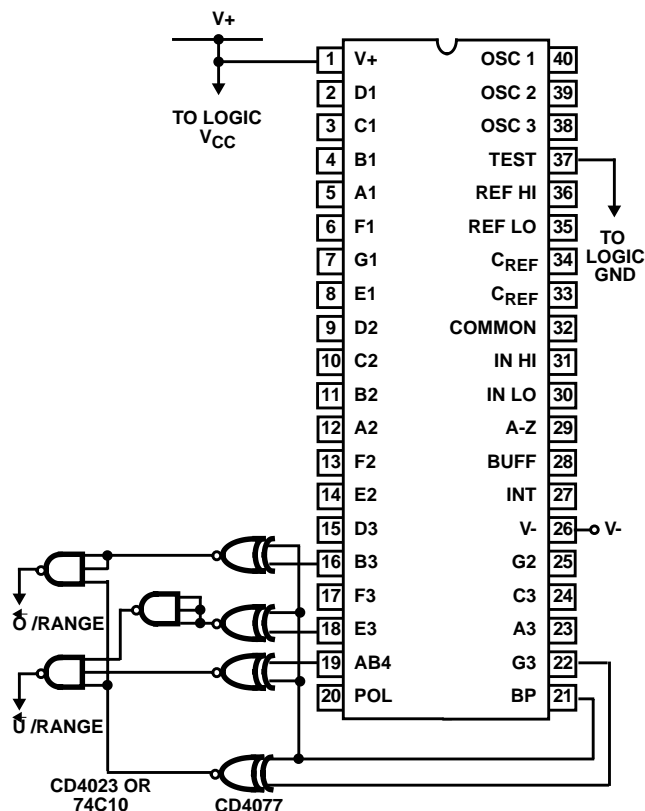 V+
TO LOGIC
VCC
1 V+ OSC 1 40
2 D1 OSC 2 39
3 C1 OSC 3 38
4 B1 TEST 37
5 A1 REF HI 36
6 F1 REF LO 35
7 G1 CREF 34
8 E1 CREF 33
9 D2 COMMON 32
10 C2 IN HI 31
11 B2 IN LO 30
12 A2 A-Z 29
13 F2 BUFF 28
14 E2 INT 27
15 D3 V- 26 V-
16 B3 G2 25
17 F3 C3 24
18 E3 A3 23
19 AB4 G3 22
20 POL BP 21
TO
LOGIC
GND
O /RANGE
U /RANGE
CD4023 OR
74C10
CD4077